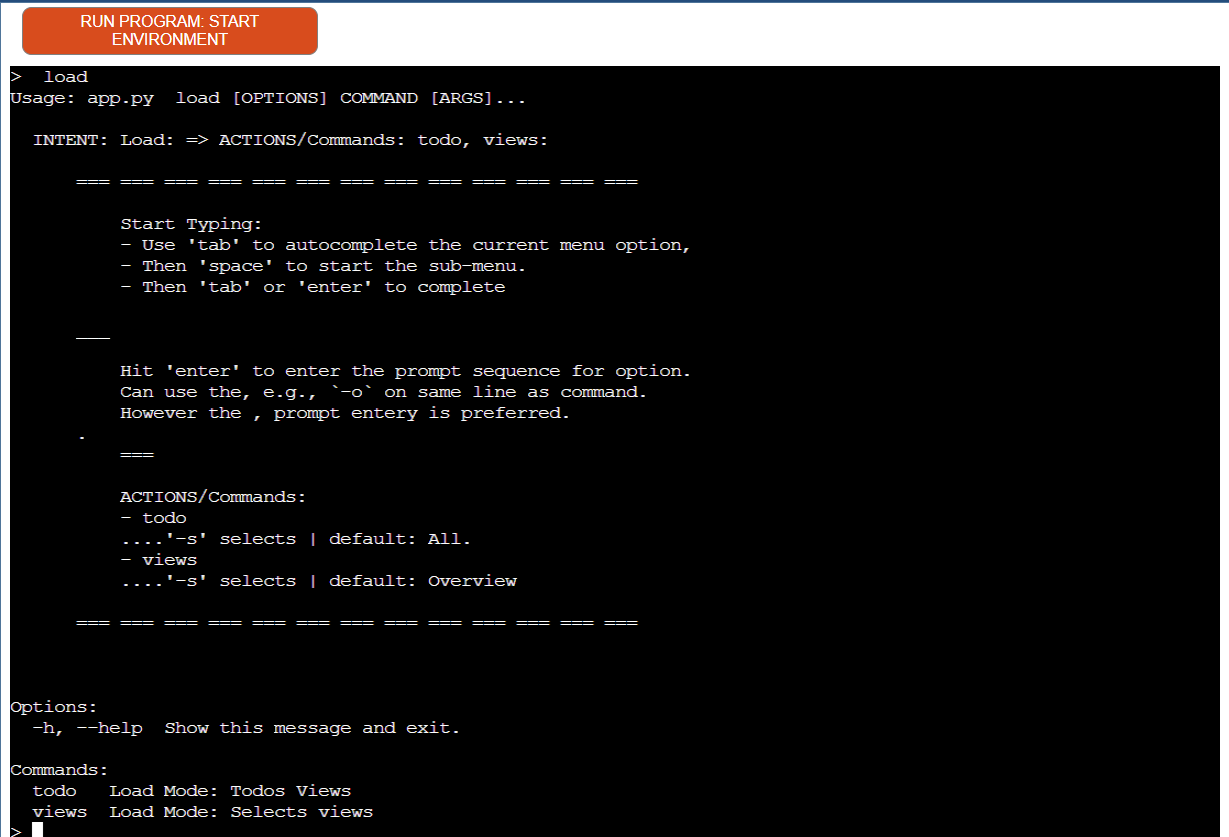 RUN PROGRAM: START
ENVIRONMENT
>  load
Usage: app.py  load [OPTIONS] COMMAND [ARGS]...
INTENT: Load: => ACTIONS/Commands: todo, views:
=== === === === === === === === === === === === ===
Start Typing:
- Use 'tab' to autocomplete the current menu option,
- Then 'space' to start the sub-menu.
- Then 'tab' or 'enter' to complete
___
Hit 'enter' to enter the prompt sequence for option.
Can use the, e.g., `-o` on same line as command.
However the , prompt entery is preferred.
.
===
ACTIONS/Commands:
- todo
....'-s' selects | default: All.
- views
....'-s' selects | default: Overview
=== === === === === === === === === === === === ===
Options:
-h, --help  Show this message and exit.
Commands:
todo   Load Mode: Todos Views
views  Load Mode: Selects views
>